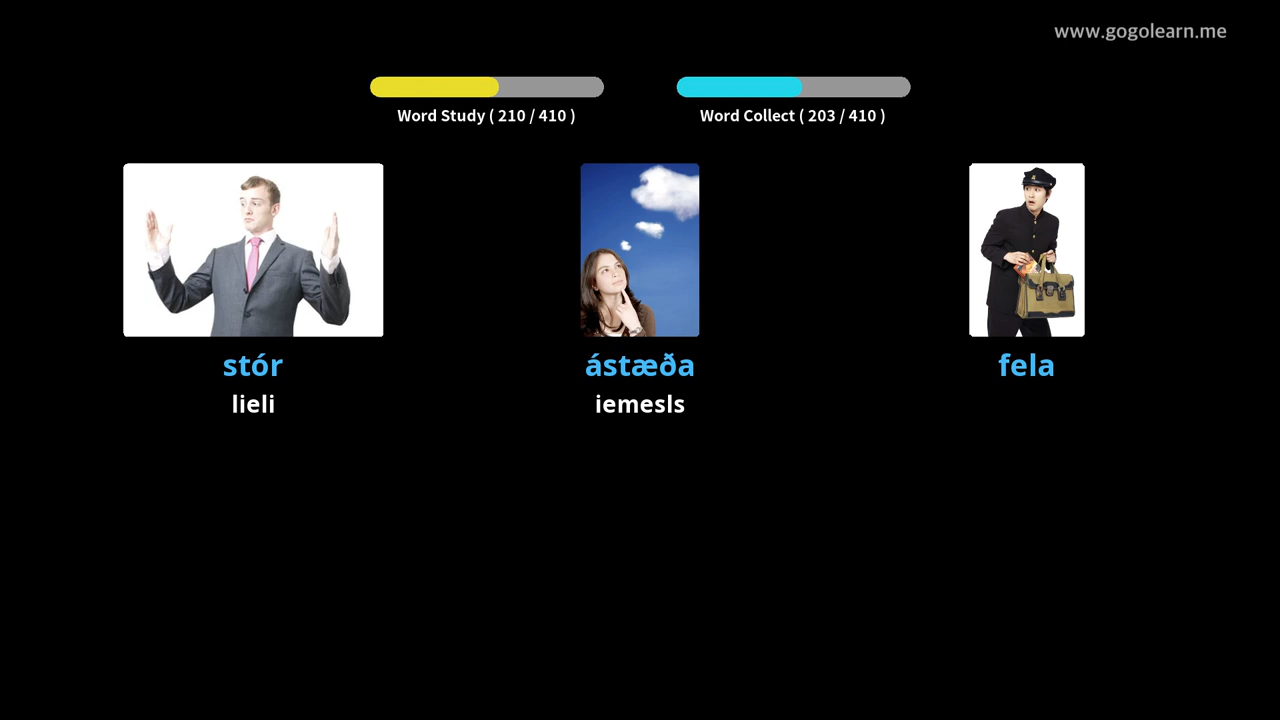 www.gogolearn.me
Word Study ( 210 / 410 )
Word Collect ( 203 / 410 )
stór
ástæða
fela
lieli
iemesls